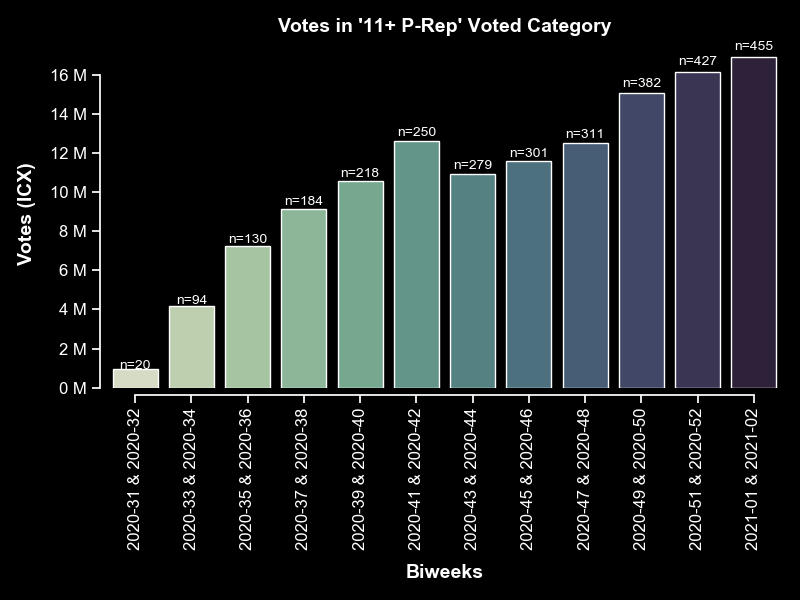 Votes in '11+ P-Rep' Voted Category
Votes (ICX)
16 M
14 M
12 M
10 M
8 M
6 M
4 M
2 M
0 M
n=20
n=94
n=130
n=184
n=218
n=250
n=279
n=301
n=311
n=382
n=427
n=455
2020-31 & 2020-32
2020-33 & 2020-34
2020-35 & 2020-36
2020-37 & 2020-38
2020-39 & 2020-40
2020-41 & 2020-42
2020-43 & 2020-44
2020-45 & 2020-46
2020-47 & 2020-48
2020-49 & 2020-50
2020-51 & 2020-52
2021-01 & 2021-02
Biweeks